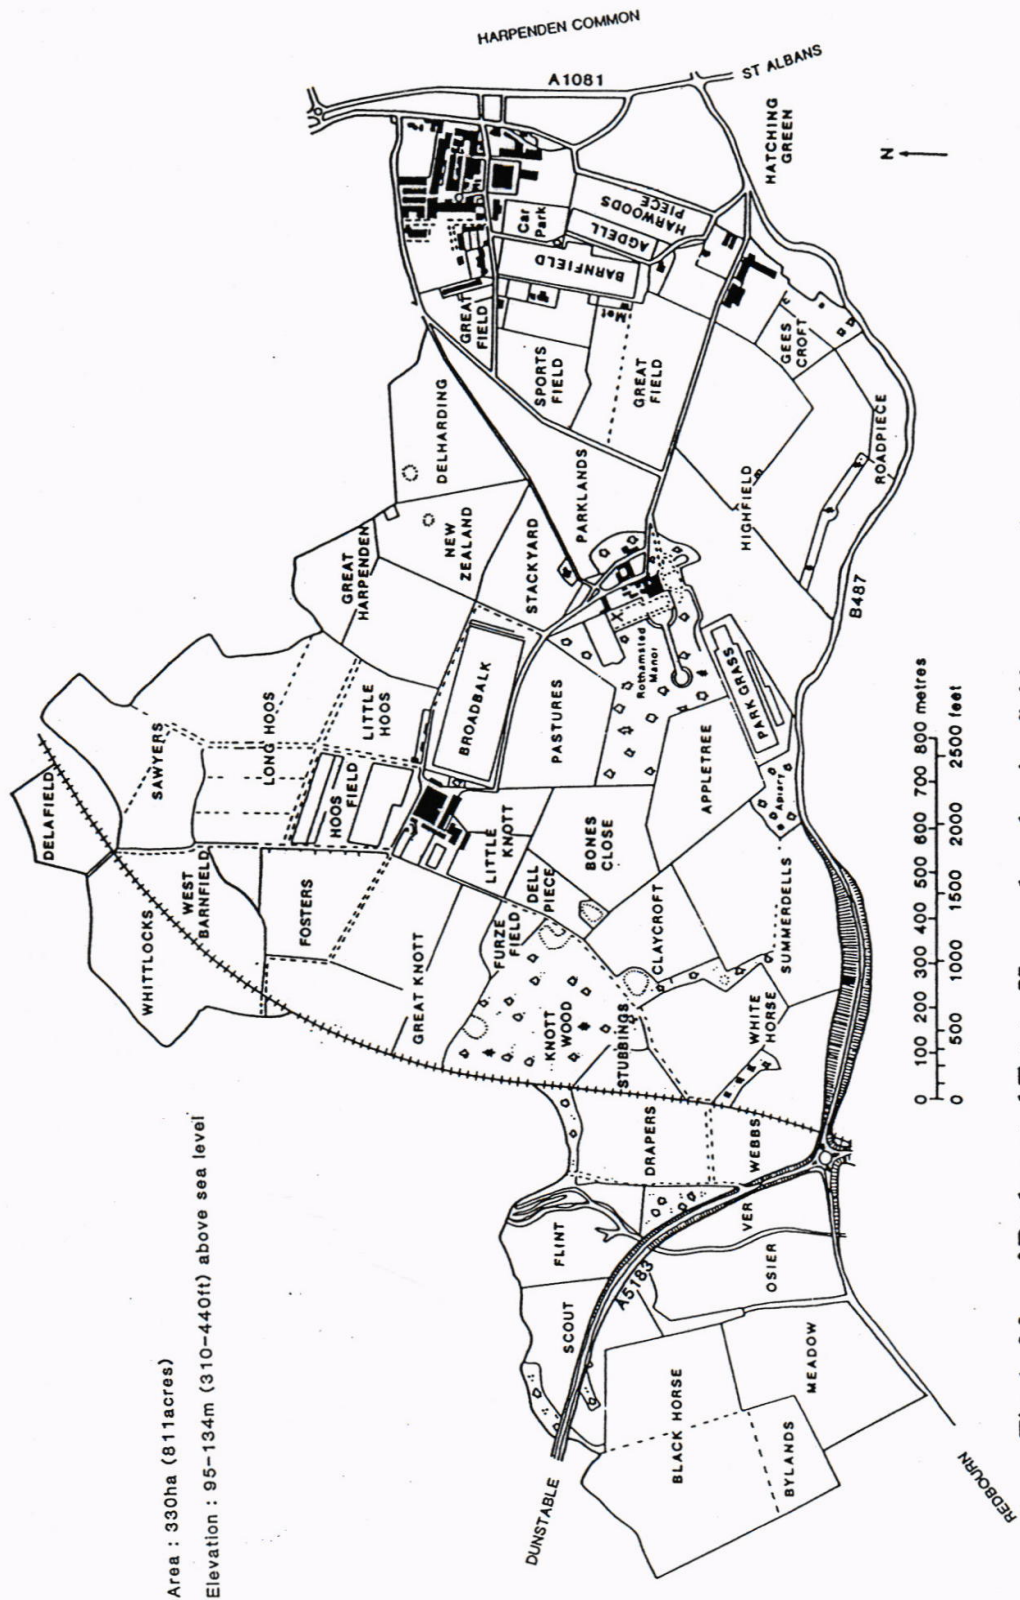 Area : 330ha (811acres)
Elevation : 95-134m (310-440ft) above sea level
HARPENDEN COMMON
A1081
ST ALBANS
HATCHING
GREEN
N
DELAFIELD
WHITTLOCKS
SAWYERS
WEST
BARNFIELD
LONG HOOS
FOSTERS
HOOS
FIELD
LITTLE
HOOS
GREAT
HARPENDEN
NEW
ZEALAND
DELHARDING
GREAT
FIELD
Car
Park
HARWOODS
PIECE
AGDELL
BARNFIELD
Met
SPORTS
FIELD
GREAT
FIELD
GEES
CROFT
ROADPIECE
HIGHFIELD
PARKLANDS
STACKYARD
BROADBALK
PASTURES
Rothamsted
Manor
PARK GRASS
B487
APPLETREE
Apiary
GREAT KNOTT
LITTLE
KNOTT
FURZE
FIELD
DELL
PIECE
BONES
CLOSE
CLAYCROFT
SUMMERDELLS
KNOTT
WOOD
STUBBINGS
WHITE
HORSE
DRAPERS
WEBBS
VER
FLINT
SCOUT
A5183
OSIER
BLACK HORSE
MEADOW
BYLANDS
DUNSTABLE
REDBOURN
0 100 200 300 400 500 600 700 800 metres
0 500 1000 1500 2000 2500 feet